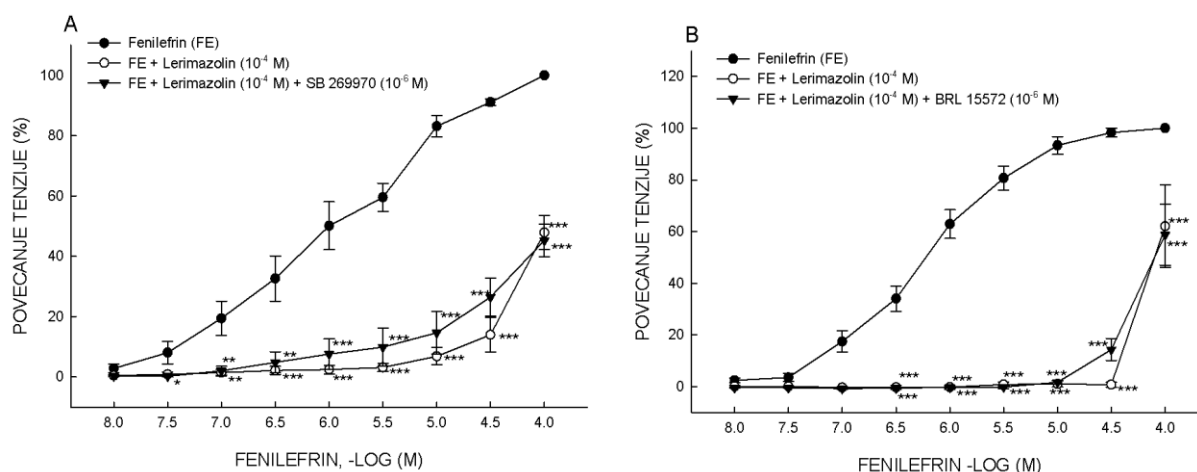 A
Fenilefrin (FE)
FE + Lerimazolin (10⁻⁴ M)
FE + Lerimazolin (10⁻⁴ M) + SB 269970 (10⁻⁶ M)
POVECANJE TENZIJE (%)
100
80
60
40
20
0
*** 
***
***
***
***
***
***
***
***
**
***
**
**
*
8.0 7.5 7.0 6.5 6.0 5.5 5.0 4.5 4.0
FENILEFRIN, -LOG (M)
B
Fenilefrin (FE)
FE + Lerimazolin (10⁻⁴ M)
FE + Lerimazolin (10⁻⁴ M) + BRL 15572 (10⁻⁶ M)
POVECANJE TENZIJE (%)
120
100
80
60
40
20
0
***
***
***
***
*** *** *** ***
*** *** *** ***
8.0 7.5 7.0 6.5 6.0 5.5 5.0 4.5 4.0
FENILEFRIN -LOG (M)